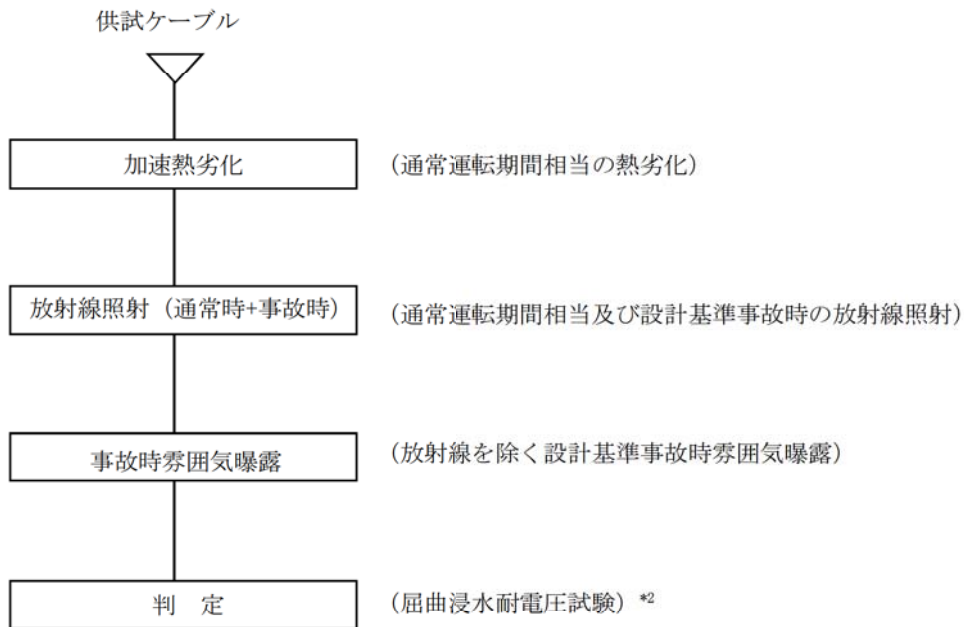 供試ケーブル
加速熱劣化 (通常運転期間相当の熱劣化)
放射線照射（通常時+事故時） (通常運転期間相当及び設計基準事故時の放射線照射)
事故時雰囲気曝露 (放射線を除く設計基準事故時雰囲気曝露)
判　定 (屈曲浸水耐電圧試験) *2